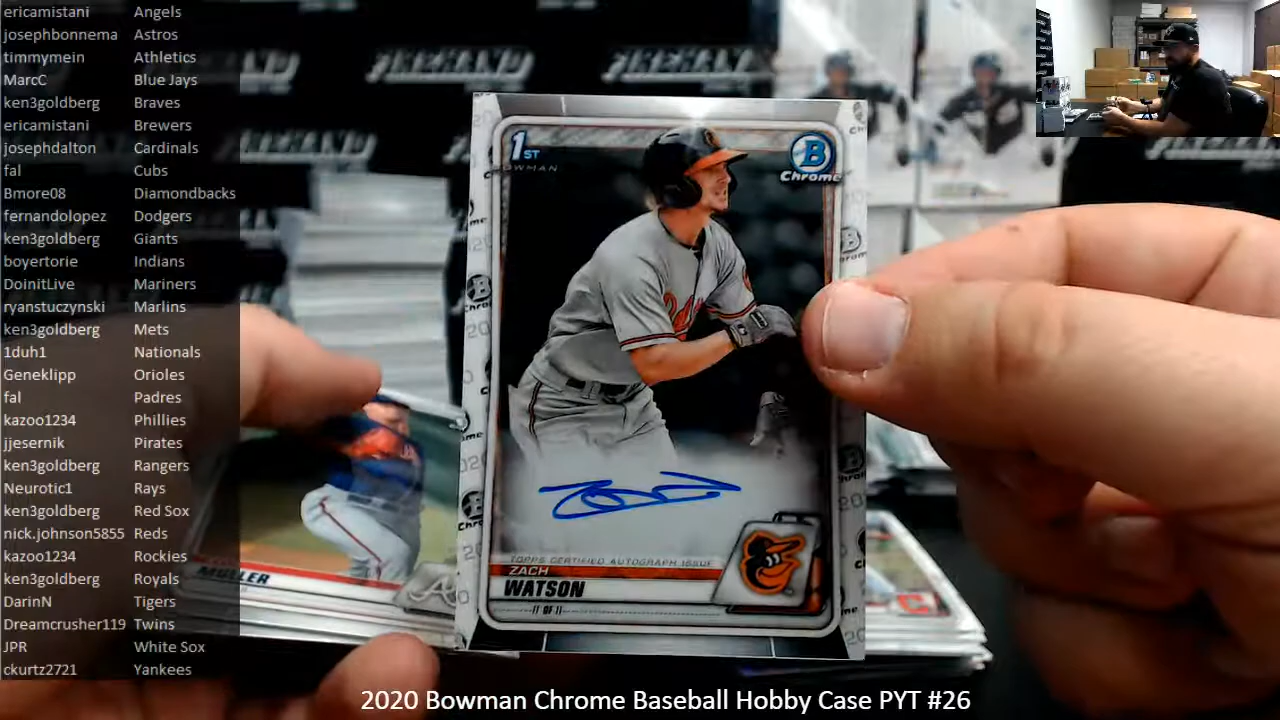 ericamistani Angels
josephbonnema Astros
timmymein Athletics
MarcC Blue Jays
ken3goldberg Braves
ericamistani Brewers
josephdalton Cardinals
fal Cubs
Bmore08 Diamondbacks
fernandolopez Dodgers
ken3goldberg Giants
boyertorie Indians
DoinitLive Mariners
ryanstuczynski Marlins
ken3goldberg Mets
1duh1 Nationals
Geneklipp Orioles
fal Padres
kazoo1234 Phillies
jjesernik Pirates
ken3goldberg Rangers
Neurotic1 Rays
ken3goldberg Red Sox
nick.johnson5855 Reds
kazoo1234 Rockies
ken3goldberg Royals
DarinN Tigers
Dreamcrusher119 Twins
JPR White Sox
ckurtz2721 Yankees
1ST
BOWMAN
B
Chrome
TOPPS CERTIFIED AUTOGRAPH ISSUE
ZACH
WATSON
OF
MULLER
2020 Bowman Chrome Baseball Hobby Case PYT #26